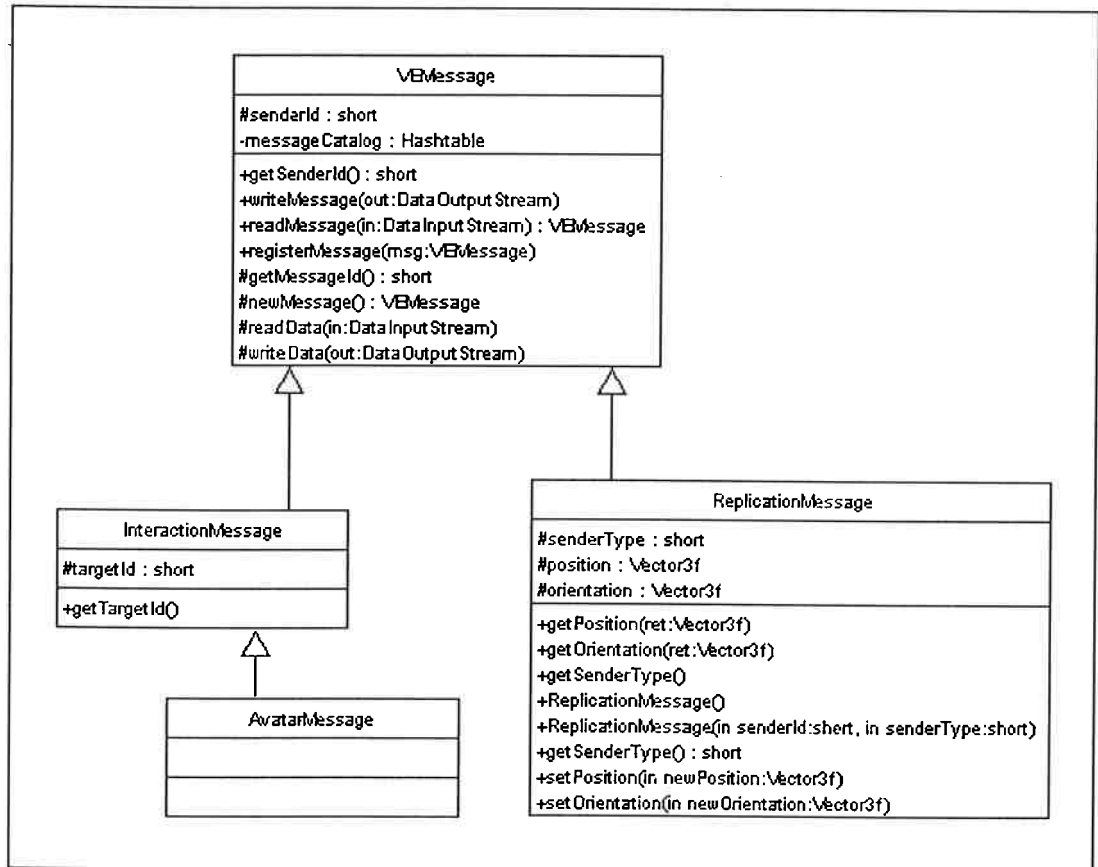 VEMessage
#senderId : short
-messageCatalog : Hashtable
+getSenderId() : short
+writeMessage(out:DataOutputStream)
+readMessage(in:DataInputStream) : VEMessage
+registerMessage(msg:VEMessage)
#getMessageId() : short
#newMessage() : VEMessage
#readData(in:DataInputStream)
#writeData(out:DataOutputStream)
InteractionMessage
#targetId : short
+getTargetId()
AvatarMessage
ReplicationMessage
#senderType : short
#position : Vector3f
#orientation : Vector3f
+getPosition(ret:Vector3f)
+getOrientation(ret:Vector3f)
+getSenderType()
+ReplicationMessage()
+ReplicationMessage(in senderId:short, in senderType:short)
+getSenderType() : short
+setPosition(in newPosition:Vector3f)
+setOrientation(in newOrientation:Vector3f)